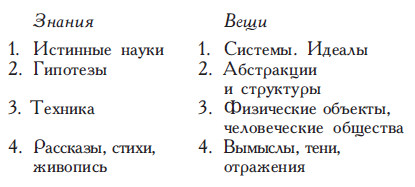 Знания Вещи
1. Истинные науки 1. Системы. Идеалы
2. Гипотезы 2. Абстракции
и структуры
3. Техника 3. Физические объекты,
человеческие общества
4. Рассказы, стихи, 4. Вымыслы, тени,
живопись отражения